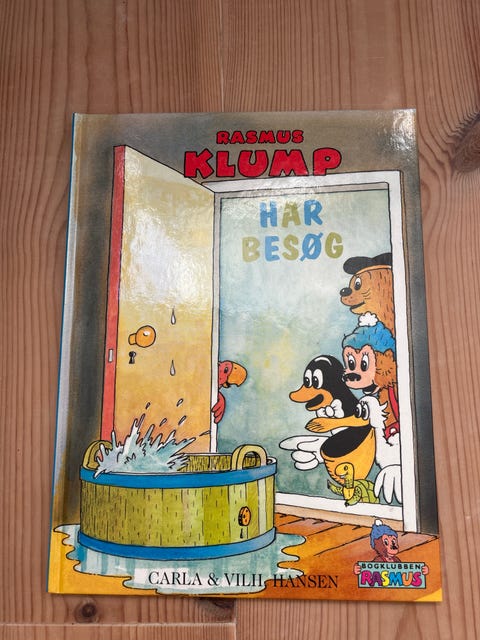 RASMUS
KLUMP
HAR
BESØG
CARLA & VILH. HANSEN
BOGKLUBBEN
RASMUS